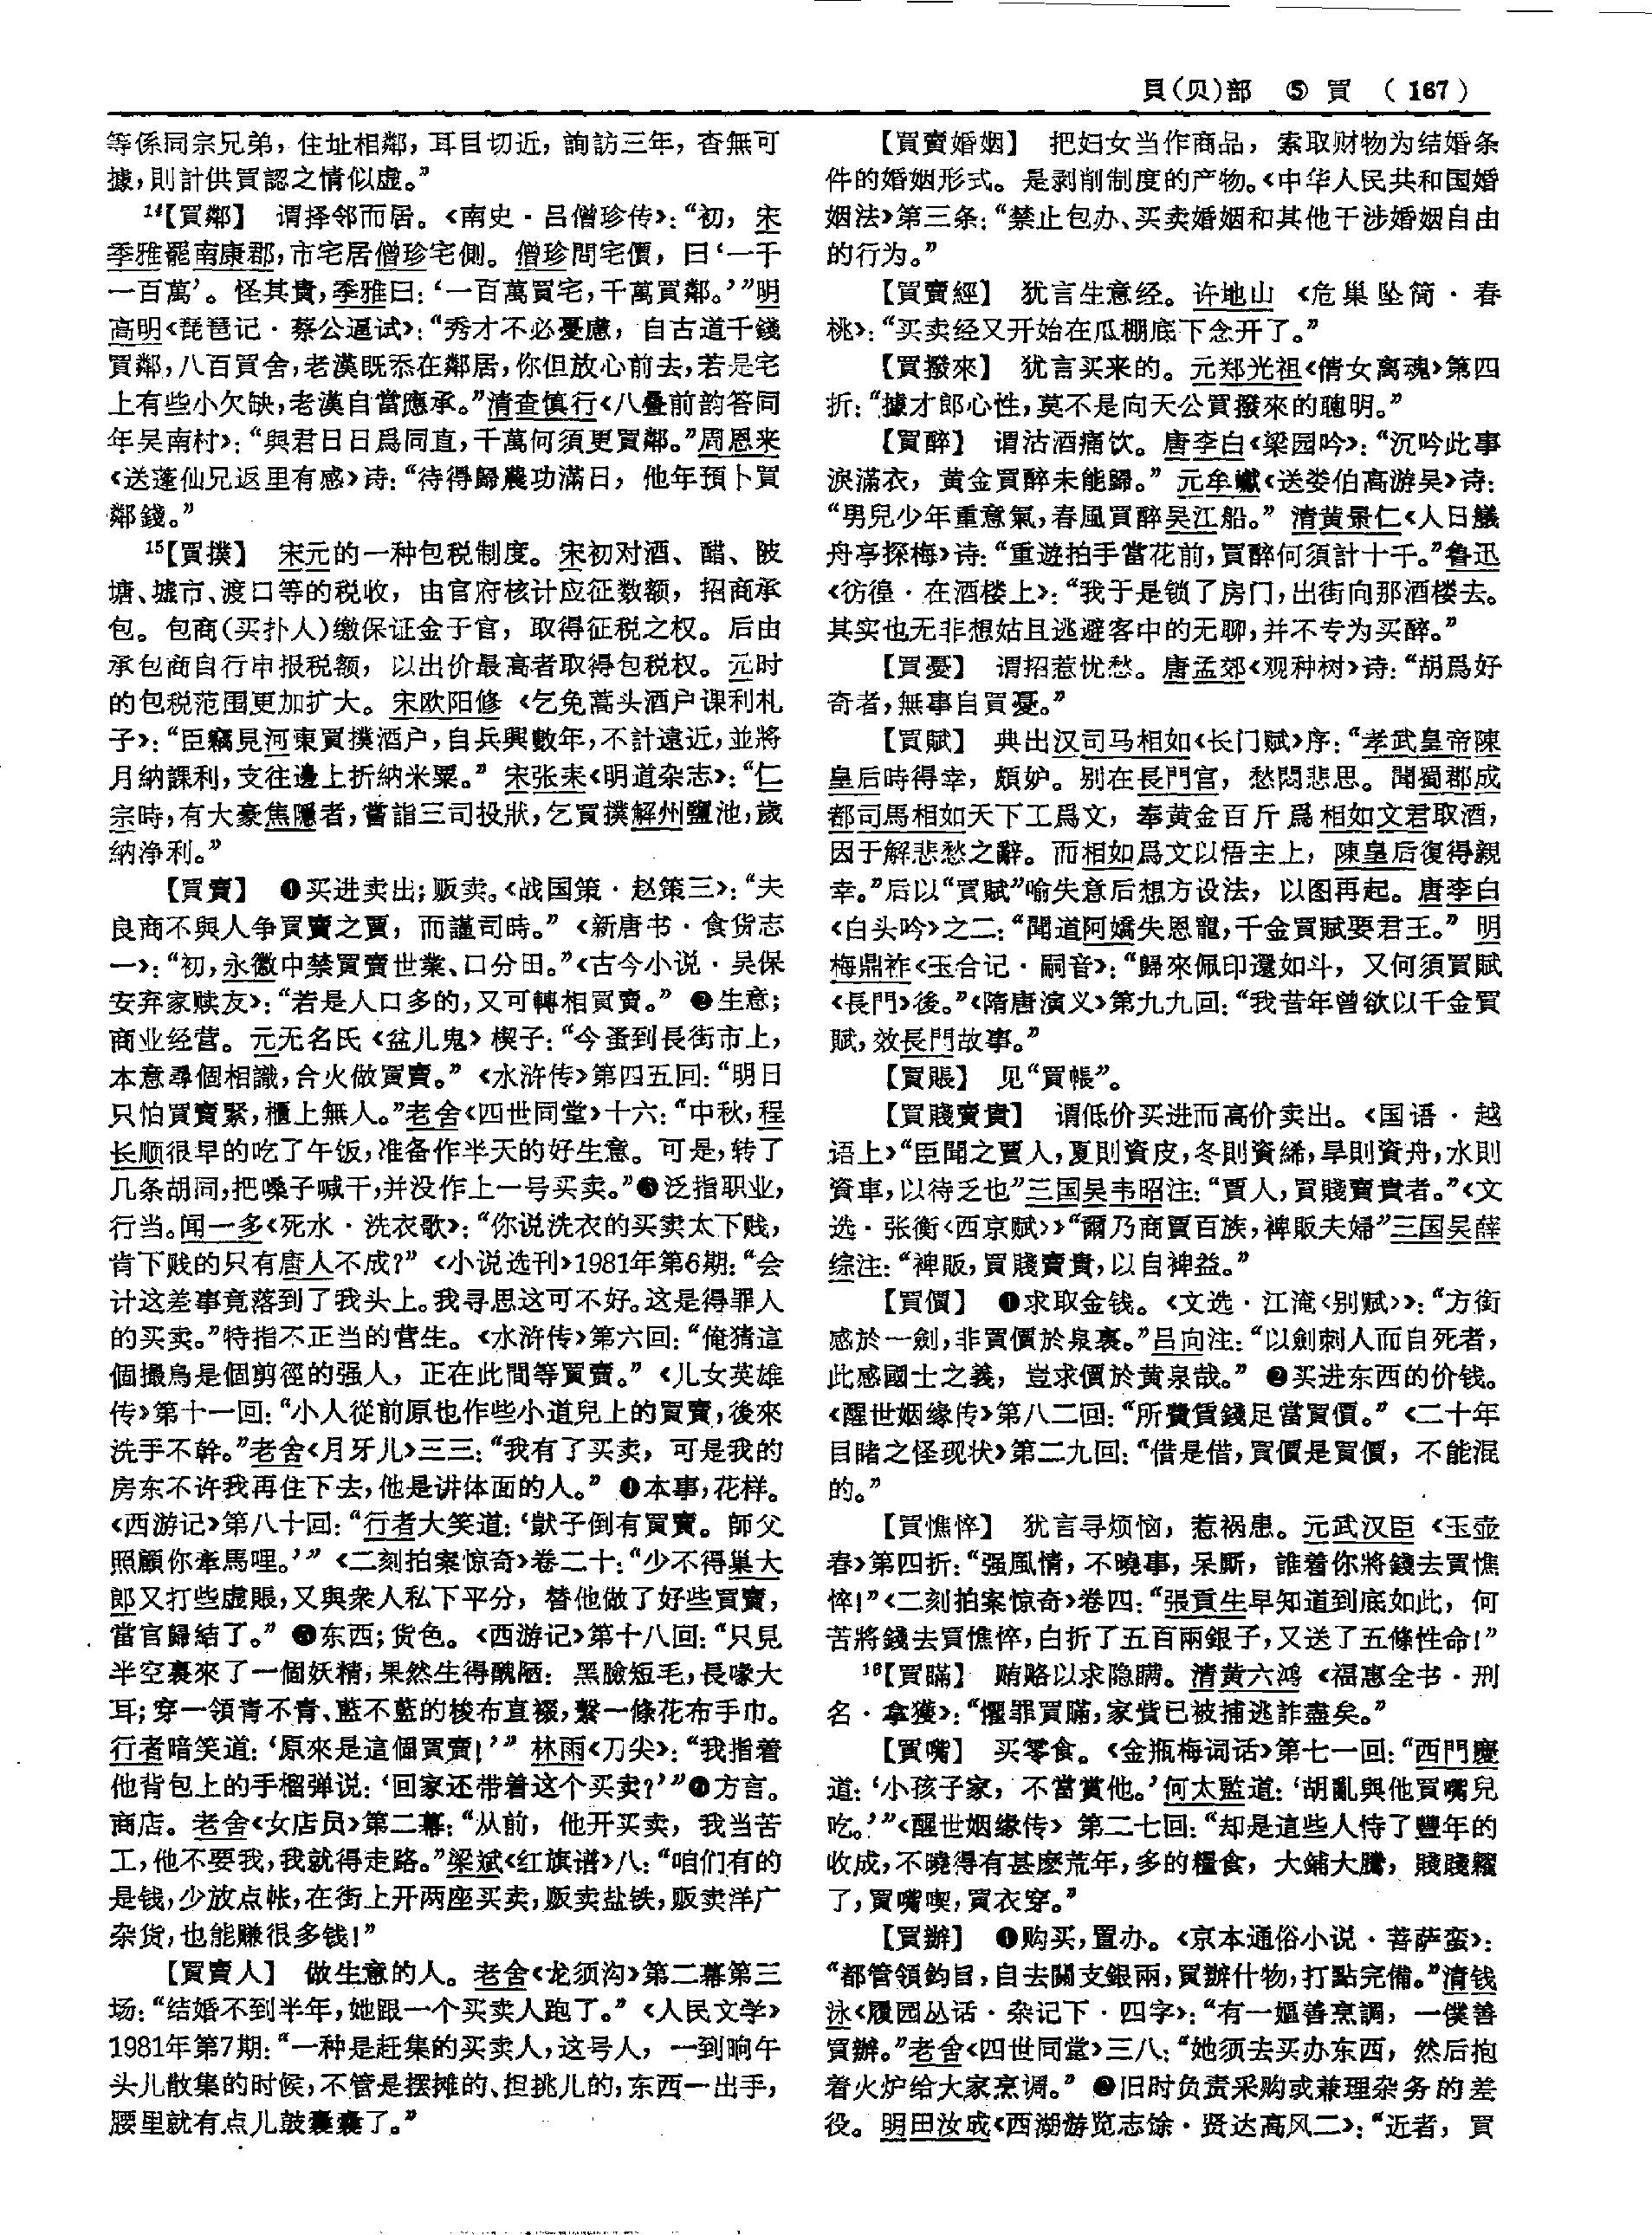 貝(贝)部 ⑤ 買 ( 167 )
等係同宗兄弟，住址相鄰，耳目切近，詢訪三年，杳無可
據，則計供買認之情似虛。”
¹⁴【買鄰】 谓择邻而居。《南史·吕僧珍传》：“初，宋
季雅罷南康郡，市宅居僧珍宅側。僧珍問宅價，曰‘一千
一百萬’。怪其貴，季雅曰：‘一百萬買宅，千萬買鄰。’”明
高明《琵琶记·蔡公逼试》：“秀才不必憂慮，自古道千錢
買鄰，八百買舍，老漢既忝在鄰居，你但放心前去，若是宅
上有些小欠缺，老漢自當應承。”清查慎行《八叠前韵答同
年吴南村》：“與君日日爲同直，千萬何須更買鄰。”周恩来
《送蓬仙兄返里有感》诗：“待得歸農功滿日，他年預卜買
鄰錢。”
¹⁵【買撲】 宋元的一种包税制度。宋初对酒、醋、陂
塘、墟市、渡口等的税收，由官府核计应征数额，招商承
包。包商(买扑人)缴保证金于官，取得征税之权。后由
承包商自行申报税额，以出价最高者取得包税权。元时
的包税范围更加扩大。宋欧阳修《乞免蒿头酒户课利札
子》：“臣竊見河東買撲酒户，自兵興數年，不計遠近，並將
月納課利，支往邊上折納米粟。”宋张耒《明道杂志》：“仁
宗時，有大豪焦隱者，嘗詣三司投狀，乞買撲解州鹽池，歲
納净利。”
【買賣】 ❶买进卖出；贩卖。《战国策·赵策三》：“夫
良商不與人争買賣之賈，而謹司時。”《新唐书·食货志
一》：“初，永徽中禁買賣世業、口分田。”《古今小说·吴保
安弃家赎友》：“若是人口多的，又可轉相買賣。” ❷生意；
商业经营。元无名氏《盆儿鬼》楔子：“今蚤到長街市上，
本意尋個相識，合火做買賣。”《水浒传》第四五回：“明日
只怕買賣緊，櫃上無人。”老舍《四世同堂》十六：“中秋，程
长顺很早的吃了午饭，准备作半天的好生意。可是，转了
几条胡同，把嗓子喊干，并没作上一号买卖。”❸泛指职业，
行当。闻一多《死水·洗衣歌》：“你说洗衣的买卖太下贱，
肯下贱的只有唐人不成？”《小说选刊》1981年第6期：“会
计这差事竟落到了我头上。我寻思这可不好。这是得罪人
的买卖。”特指不正当的营生。《水浒传》第六回：“俺猜這
個撮鳥是個剪徑的强人，正在此間等買賣。”《儿女英雄
传》第十一回：“小人從前原也作些小道兒上的買賣，後來
洗手不幹。”老舍《月牙儿》三三：“我有了买卖，可是我的
房东不许我再住下去，他是讲体面的人。” ❹本事，花样。
《西游记》第八十回：“行者大笑道：‘獃子倒有買賣。師父
照顧你牽馬哩。’”《二刻拍案惊奇》卷二十：“少不得巢大
郎又打些虚賬，又與衆人私下平分，替他做了好些買賣，
當官歸結了。” ❺东西；货色。《西游记》第十八回：“只見
半空裏來了一個妖精，果然生得醜陋：黑臉短毛，長喙大
耳；穿一領青不青、藍不藍的梭布直裰，繫一條花布手巾。
行者暗笑道：‘原來是這個買賣！’”林雨《刀尖》：“我指着
他背包上的手榴弹说：‘回家还带着这个买卖？’”❻方言。
商店。老舍《女店员》第二幕：“从前，他开买卖，我当苦
工，他不要我，我就得走路。”梁斌《红旗谱》八：“咱们有的
是钱，少放点帐，在街上开两座买卖，贩卖盐铁，贩卖洋广
杂货，也能赚很多钱！”
【買賣人】 做生意的人。老舍《龙须沟》第二幕第三
场：“结婚不到半年，她跟一个买卖人跑了。”《人民文学》
1981年第7期：“一种是赶集的买卖人，这号人，一到晌午
头儿散集的时候，不管是摆摊的、担挑儿的，东西一出手，
腰里就有点儿鼓囊囊了。”
【買賣婚姻】 把妇女当作商品，索取财物为结婚条
件的婚姻形式。是剥削制度的产物。《中华人民共和国婚
姻法》第三条：“禁止包办、买卖婚姻和其他干涉婚姻自由
的行为。”
【買賣經】 犹言生意经。许地山《危巢坠简·春
桃》：“买卖经又开始在瓜棚底下念开了。”
【買撥來】 犹言买来的。元郑光祖《倩女离魂》第四
折：“據才郎心性，莫不是向天公買撥來的聰明。”
【買醉】 谓沽酒痛饮。唐李白《梁园吟》：“沉吟此事
淚滿衣，黄金買醉未能歸。”元牟巘《送娄伯高游吴》诗：
“男兒少年重意氣，春風買醉吴江船。”清黄景仁《人日艤
舟亭探梅》诗：“重遊拍手當花前，買醉何須計十千。”鲁迅
《彷徨·在酒楼上》：“我于是锁了房门，出街向那酒楼去。
其实也无非想姑且逃避客中的无聊，并不专为买醉。”
【買憂】 谓招惹忧愁。唐孟郊《观种树》诗：“胡爲好
奇者，無事自買憂。”
【買賦】 典出汉司马相如《长门赋》序：“孝武皇帝陳
皇后時得幸，頗妒。别在長門宫，愁悶悲思。聞蜀郡成
都司馬相如天下工爲文，奉黄金百斤爲相如文君取酒，
因于解悲愁之辭。而相如爲文以悟主上，陳皇后復得親
幸。”后以“買賦”喻失意后想方设法，以图再起。唐李白
《白头吟》之二：“聞道阿嬌失恩寵，千金買賦要君王。”明
梅鼎祚《玉合记·嗣音》：“歸來佩印還如斗，又何須買賦
《長門》後。”《隋唐演义》第九九回：“我昔年曾欲以千金買
賦，效長門故事。”
【買賬】 见“買帳”。
【買賤賣貴】 谓低价买进而高价卖出。《国语·越
语上》“臣聞之賈人，夏則資皮，冬則資絺，旱則資舟，水則
資車，以待乏也”三国吴韦昭注：“賈人，買賤賣貴者。”《文
选·张衡〈西京赋〉》“爾乃商賈百族，裨販夫婦”三国吴薛
综注：“裨販，買賤賣貴，以自裨益。”
【買價】 ❶求取金钱。《文选·江淹〈别赋〉》：“方銜
感於一劍，非買價於泉裏。”吕向注：“以劍刺人而自死者，
此感國士之義，豈求價於黄泉哉。” ❷买进东西的价钱。
《醒世姻缘传》第八二回：“所費賃錢足當買價。”《二十年
目睹之怪现状》第二九回：“借是借，買價是買價，不能混
的。”
【買憔悴】 犹言寻烦恼，惹祸患。元武汉臣《玉壶
春》第四折：“强風情，不曉事，呆厮，誰着你將錢去買憔
悴！”《二刻拍案惊奇》卷四：“張貢生早知道到底如此，何
苦將錢去買憔悴，白折了五百兩銀子，又送了五條性命！”
¹⁶【買瞞】 贿赂以求隐瞒。清黄六鸿《福惠全书·刑
名·拿獲》：“懼罪買瞞，家貲已被捕逃詐盡矣。”
【買嘴】 买零食。《金瓶梅词话》第七一回：“西門慶
道：‘小孩子家，不當賞他。’何太監道：‘胡亂與他買嘴兒
吃。’”《醒世姻缘传》第二七回：“却是這些人恃了豐年的
收成，不曉得有甚麽荒年，多的糧食，大鋪大騰，賤賤糶
了，買嘴喫，買衣穿。”
【買辦】 ❶购买，置办。《京本通俗小说·菩萨蛮》：
“都管領鈞旨，自去關支銀兩，買辦什物，打點完備。”清钱
泳《履园丛话·杂记下·四字》：“有一嫗善烹調，一僕善
買辦。”老舍《四世同堂》三八：“她须去买办东西，然后抱
着火炉给大家烹调。” ❷旧时负责采购或兼理杂务的差
役。明田汝成《西湖游览志馀·贤达高风二》：“近者，買